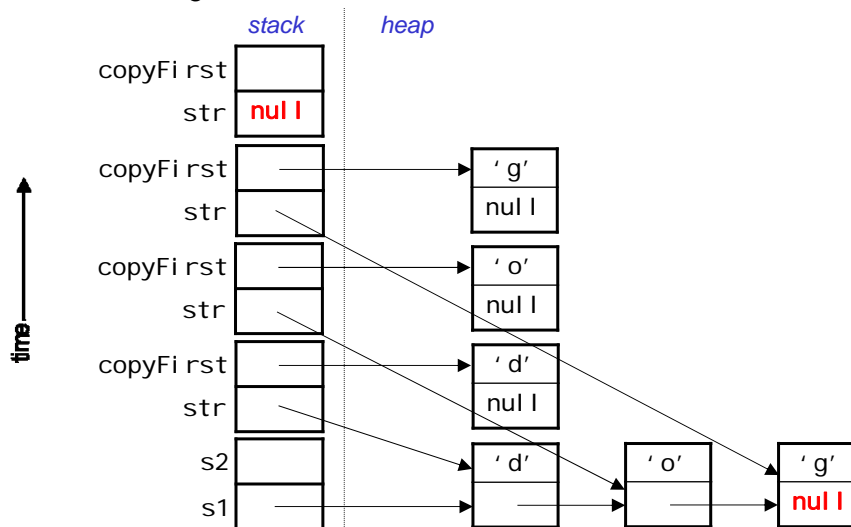 stack heap
copyFirst
str null
copyFirst 'g'
str null
copyFirst 'o'
str null
time
copyFirst 'd'
str null
s2 'd' 'o' 'g'
s1 null